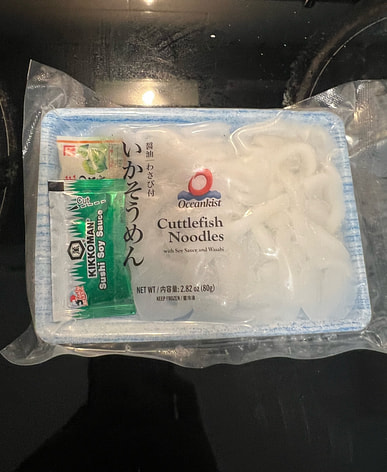 醤油・わさび付
いかそうめん
Oceankist
Cuttlefish
Noodles
with Soy Sauce and Wasabi
NET WT / 内容量: 2.82 oz (80g)
KEEP FROZEN / 要冷凍
KIKKOMAN
Sushi Soy Sauce